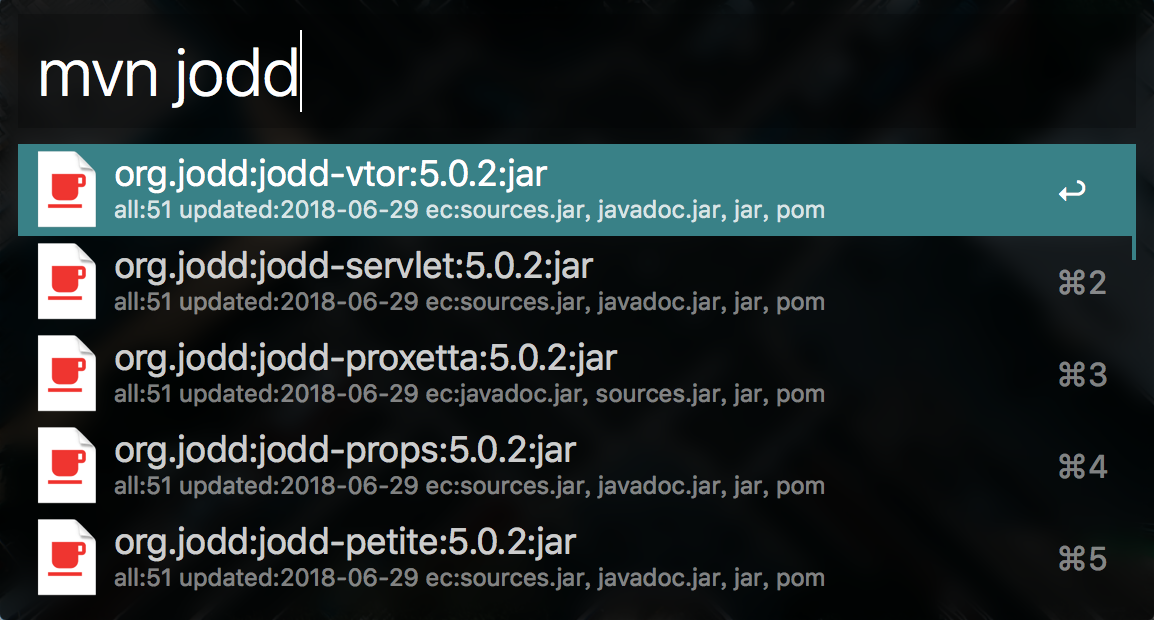 mvn jodd
org.jodd:jodd-vtor:5.0.2:jar
all:51 updated:2018-06-29 ec:sources.jar, javadoc.jar, jar, pom
↩
org.jodd:jodd-servlet:5.0.2:jar
all:51 updated:2018-06-29 ec:sources.jar, javadoc.jar, jar, pom
⌘2
org.jodd:jodd-proxetta:5.0.2:jar
all:51 updated:2018-06-29 ec:javadoc.jar, sources.jar, jar, pom
⌘3
org.jodd:jodd-props:5.0.2:jar
all:51 updated:2018-06-29 ec:sources.jar, javadoc.jar, jar, pom
⌘4
org.jodd:jodd-petite:5.0.2:jar
all:51 updated:2018-06-29 ec:sources.jar, javadoc.jar, jar, pom
⌘5